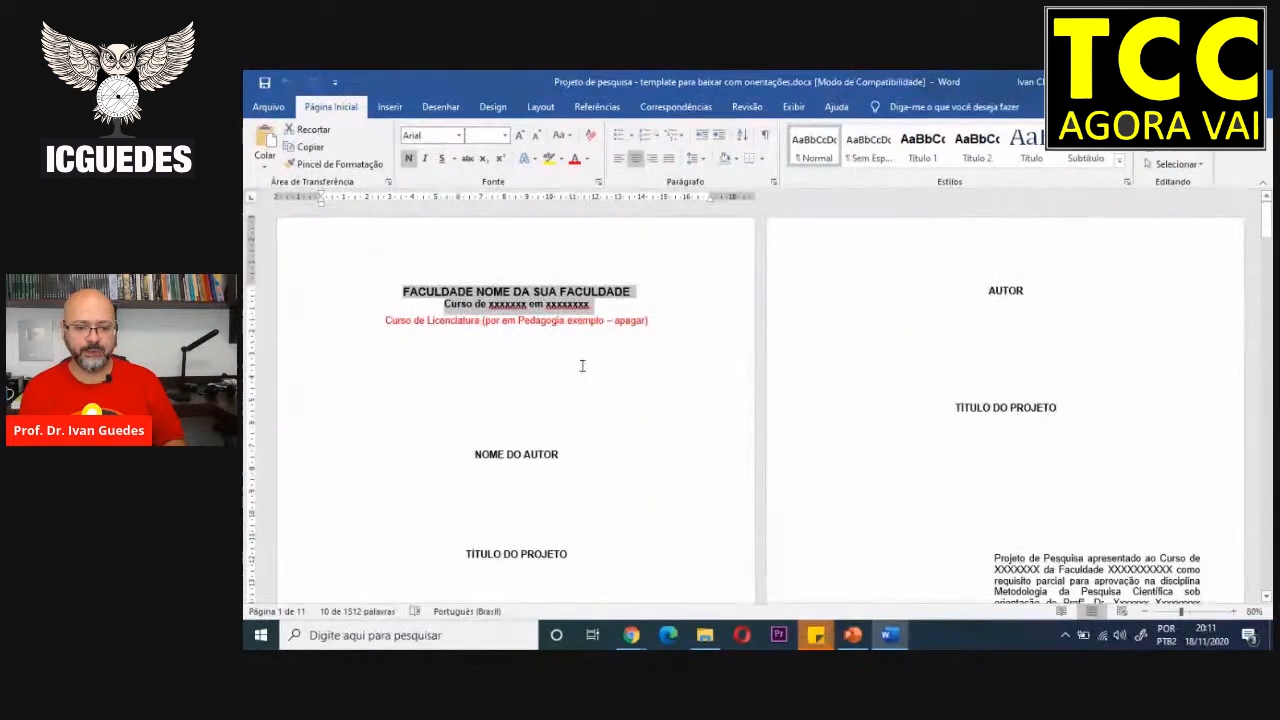 TCC
AGORA VAI
ICGUEDES
Prof. Dr. Ivan Guedes
Projeto de pesquisa - template para baixar com orientações.docx [Modo de Compatibilidade] - Word
Arquivo Página Inicial Inserir Desenhar Design Layout Referências Correspondências Revisão Exibir Ajuda Diga-me o que você deseja fazer
Colar
Recortar
Copiar
Pincel de Formatação
Área de Transferência
Arial
Fonte
Parágrafo
AaBbCcDc AaBbCcDc AaBbCc AaBbCc
¶ Normal ¶ Sem Esp... Título 1 Título 2 Título Subtítulo
Estilos
Selecionar
Editando
FACULDADE NOME DA SUA FACULDADE
Curso de xxxxxxx em xxxxxxxx
Curso de Licenciatura (por em Pedagogia exemplo – apagar)
NOME DO AUTOR
TÍTULO DO PROJETO
AUTOR
TÍTULO DO PROJETO
Projeto de Pesquisa apresentado ao Curso de
XXXXXXX da Faculdade XXXXXXXXXX como
requisito parcial para aprovação na disciplina
Metodologia da Pesquisa Científica sob
Página 1 de 11 10 de 1512 palavras Português (Brasil)
80%
Digite aqui para pesquisar
POR
PTB2
20:11
18/11/2020